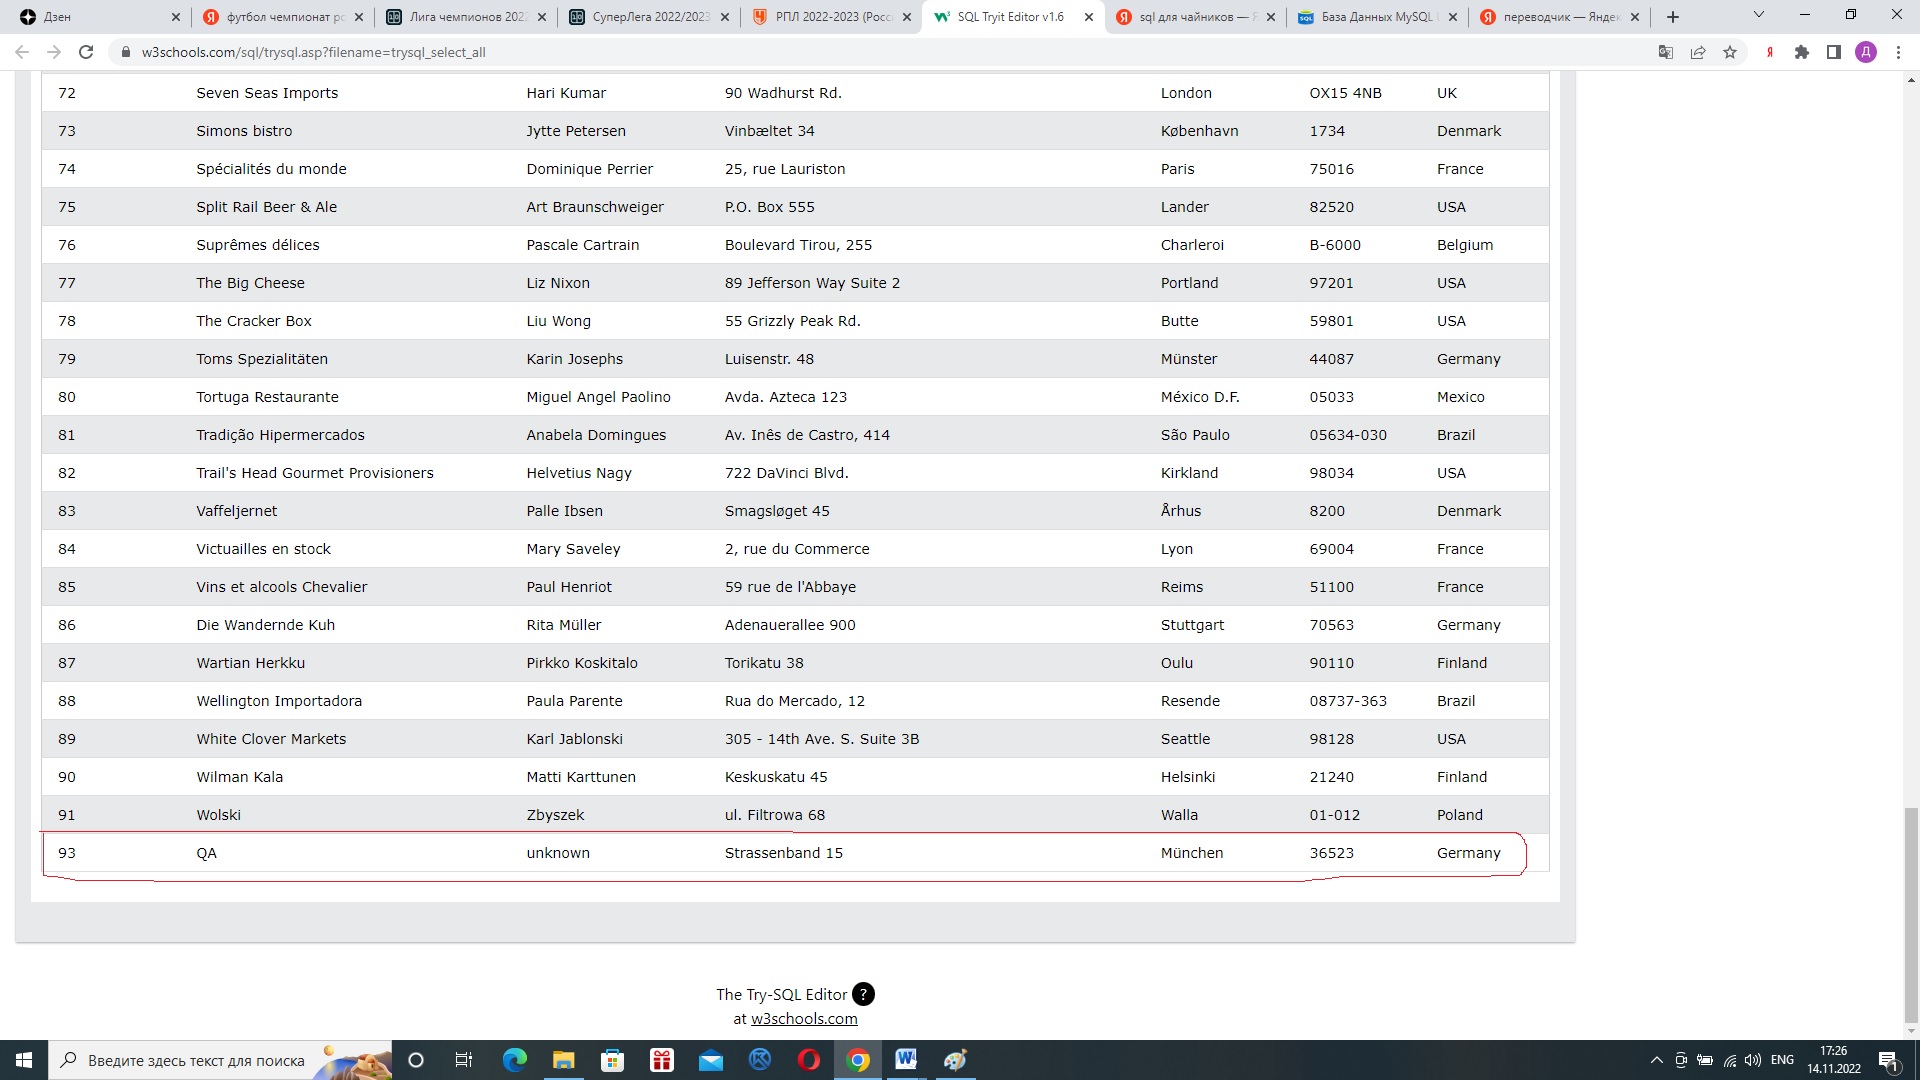 Дзен
футбол чемпионат рс
Лига чемпионов 2022
СуперЛега 2022/2023
РПЛ 2022-2023 (Росс
SQL Tryit Editor v1.6
sql для чайников — Я
База Данных MySQL U
переводчик — Яндек
w3schools.com/sql/trysql.asp?filename=trysql_select_all
Я Д
72 Seven Seas Imports Hari Kumar 90 Wadhurst Rd. London OX15 4NB UK
73 Simons bistro Jytte Petersen Vinbæltet 34 København 1734 Denmark
74 Spécialités du monde Dominique Perrier 25, rue Lauriston Paris 75016 France
75 Split Rail Beer & Ale Art Braunschweiger P.O. Box 555 Lander 82520 USA
76 Suprêmes délices Pascale Cartrain Boulevard Tirou, 255 Charleroi B-6000 Belgium
77 The Big Cheese Liz Nixon 89 Jefferson Way Suite 2 Portland 97201 USA
78 The Cracker Box Liu Wong 55 Grizzly Peak Rd. Butte 59801 USA
79 Toms Spezialitäten Karin Josephs Luisenstr. 48 Münster 44087 Germany
80 Tortuga Restaurante Miguel Angel Paolino Avda. Azteca 123 México D.F. 05033 Mexico
81 Tradição Hipermercados Anabela Domingues Av. Inês de Castro, 414 São Paulo 05634-030 Brazil
82 Trail's Head Gourmet Provisioners Helvetius Nagy 722 DaVinci Blvd. Kirkland 98034 USA
83 Vaffeljernet Palle Ibsen Smagsløget 45 Århus 8200 Denmark
84 Victuailles en stock Mary Saveley 2, rue du Commerce Lyon 69004 France
85 Vins et alcools Chevalier Paul Henriot 59 rue de l'Abbaye Reims 51100 France
86 Die Wandernde Kuh Rita Müller Adenauerallee 900 Stuttgart 70563 Germany
87 Wartian Herkku Pirkko Koskitalo Torikatu 38 Oulu 90110 Finland
88 Wellington Importadora Paula Parente Rua do Mercado, 12 Resende 08737-363 Brazil
89 White Clover Markets Karl Jablonski 305 - 14th Ave. S. Suite 3B Seattle 98128 USA
90 Wilman Kala Matti Karttunen Keskuskatu 45 Helsinki 21240 Finland
91 Wolski Zbyszek ul. Filtrowa 68 Walla 01-012 Poland
93 QA unknown Strassenband 15 München 36523 Germany
The Try-SQL Editor ?
at w3schools.com
Введите здесь текст для поиска
ENG
17:26
14.11.2022
1